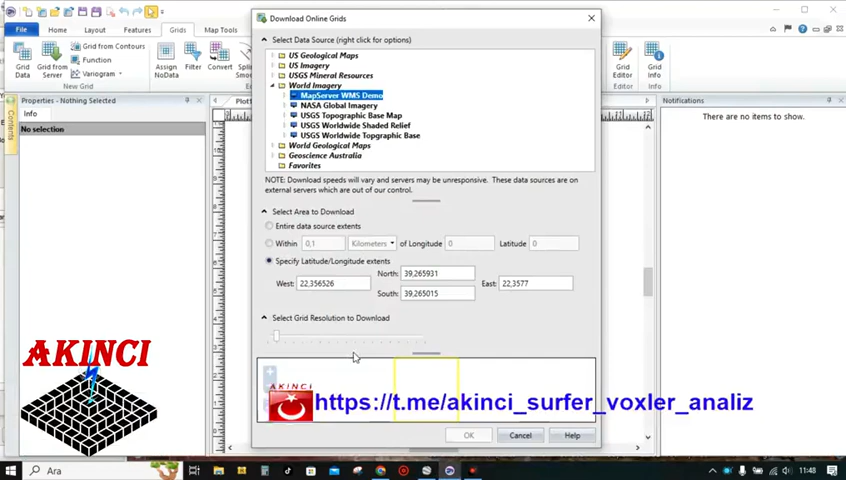 Download Online Grids
File
Home
Layout
Features
Grids
Map Tools
Grid Data
Grid from Server
Grid from Contours
Function
Variogram
New Grid
Assign NoData
Filter
Convert
Grid Editor
Grid Info
Properties - Nothing Selected
Info
No selection
Contents
Notifications
There are no items to show.
Select Data Source (right click for options)
US Geological Maps
US Imagery
USGS Mineral Resources
World Imagery
MapServer WMS Demo
NASA Global Imagery
USGS Topographic Base Map
USGS Worldwide Shaded Relief
USGS Worldwide Topgraphic Base
World Geological Maps
Geoscience Australia
Favorites
NOTE: Download speeds will vary and servers may be unresponsive. These data sources are on
external servers which are out of our control.
Select Area to Download
Entire data source extents
Within 0,1 Kilometers of Longitude 0 Latitude 0
Specify Latitude/Longitude extents
North: 39,265931
West: 22,356526
East: 22,3577
South: 39,265015
Select Grid Resolution to Download
AKINCI
AKINCI
https://t.me/akinci_surfer_voxler_analiz
OK
Cancel
Help
Ara
11:48